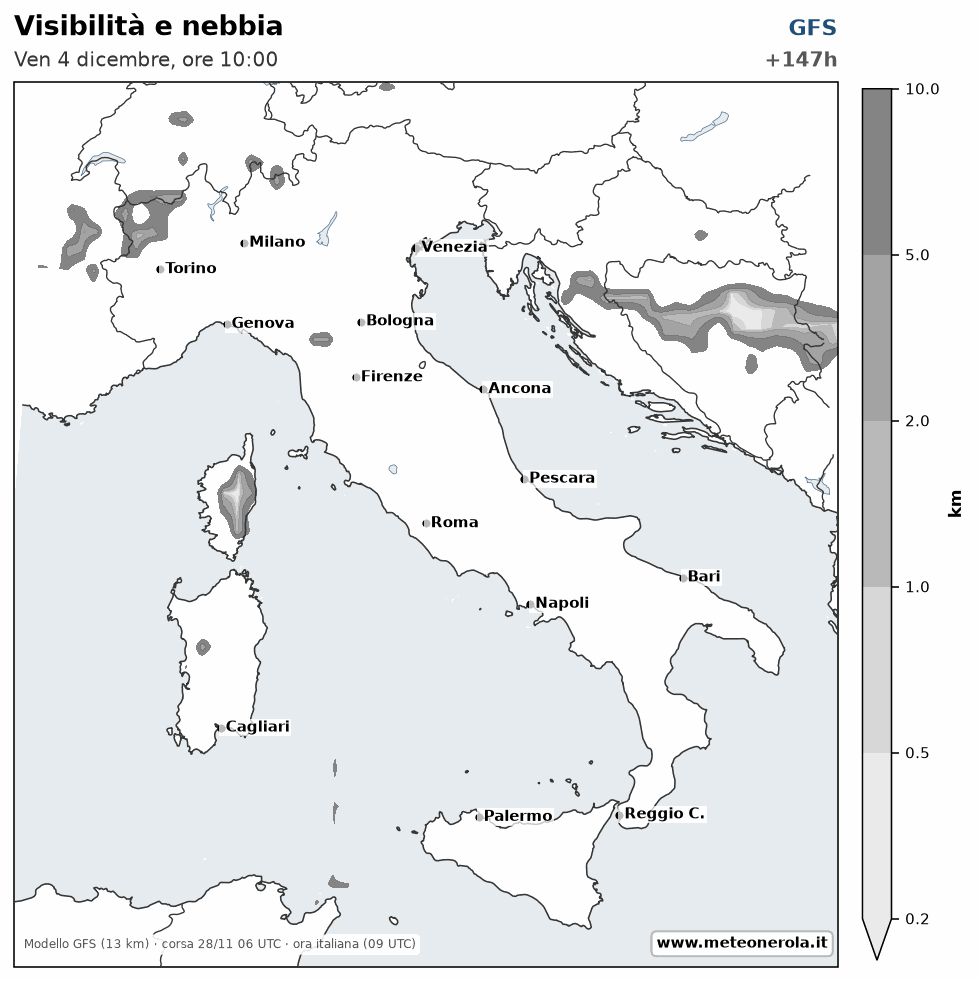 Visibilità e nebbia
GFS
Ven 4 dicembre, ore 10:00
+147h
10.0
5.0
2.0
1.0
0.5
0.2
km
Milano
Venezia
Torino
Genova
Bologna
Firenze
Ancona
Pescara
Roma
Bari
Napoli
Cagliari
Palermo
Reggio C.
Modello GFS (13 km) · corsa 28/11 06 UTC · ora italiana (09 UTC)
www.meteonerola.it